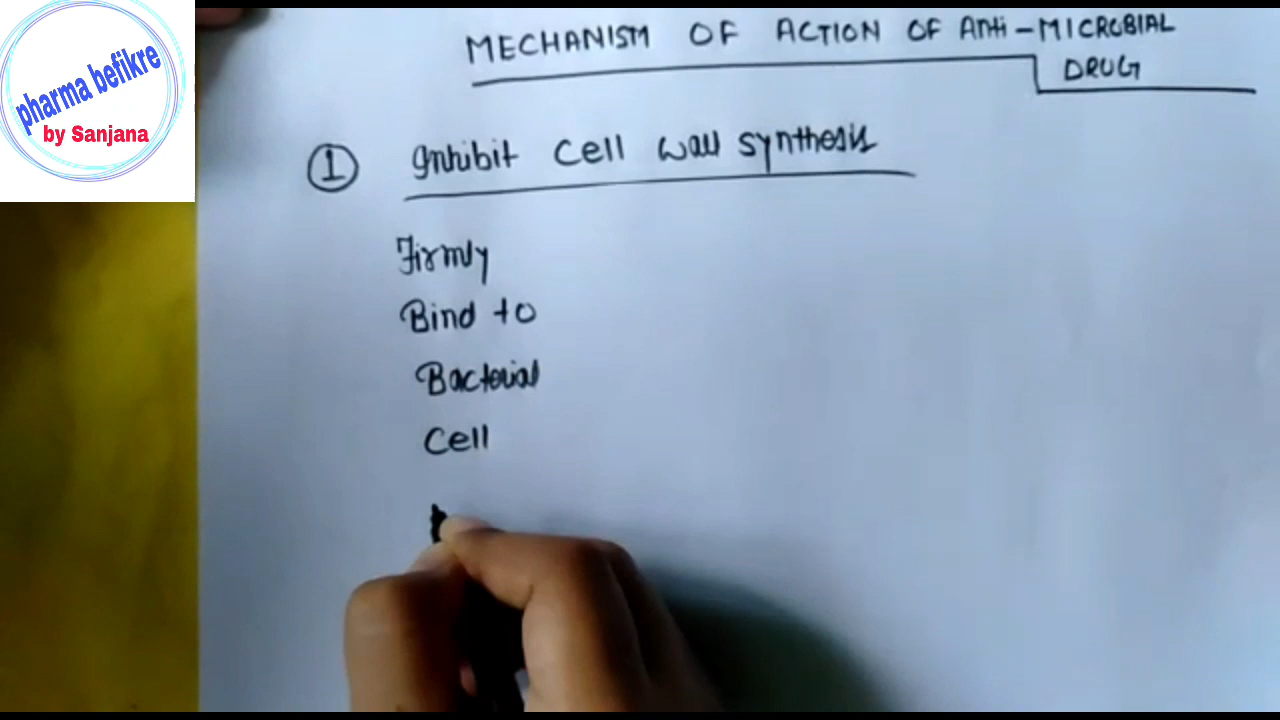 pharma befikre
by Sanjana
MECHANISM OF ACTION OF Anti-MICROBIAL
DRUG
1 Inhibit Cell wall synthesis
Firmly
Bind to
Bacterial
Cell